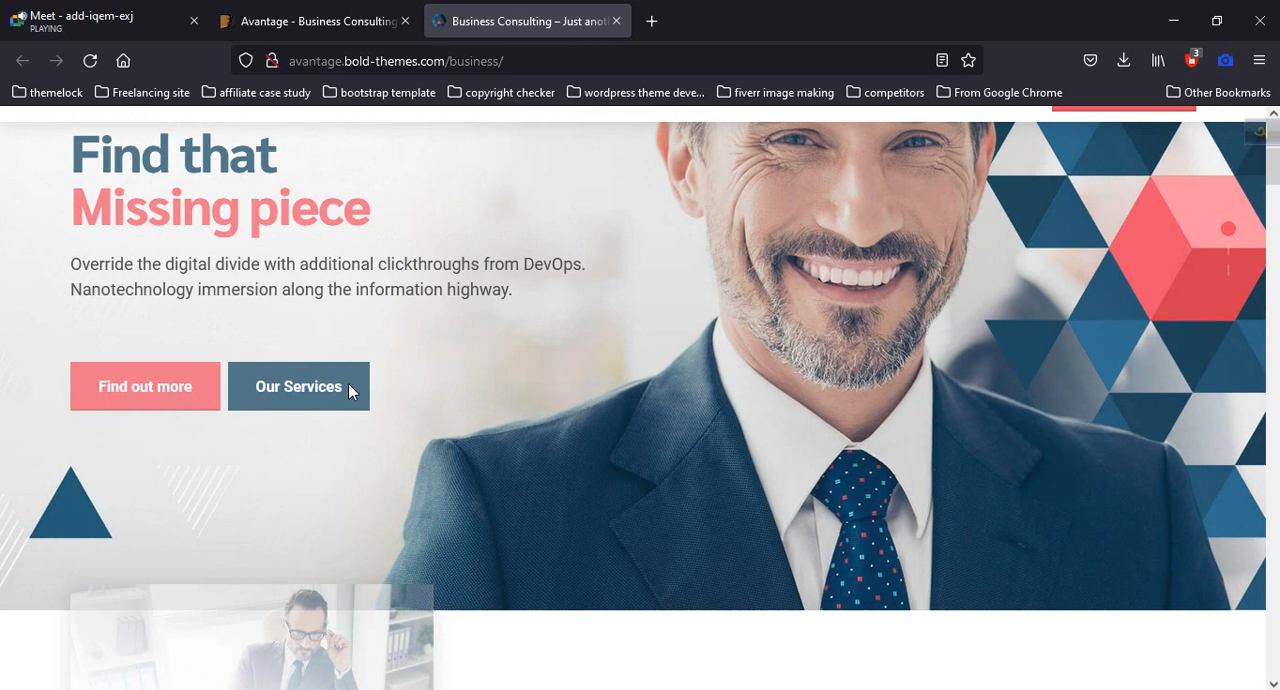 Meet - add-iqem-exj
PLAYING
Avantage - Business Consulting
Business Consulting – Just anot
avantage.bold-themes.com/business/
3
themelock
Freelancing site
affiliate case study
bootstrap template
copyright checker
wordpress theme deve...
fiverr image making
competitors
From Google Chrome
Other Bookmarks
Find that
Missing piece
Override the digital divide with additional clickthroughs from DevOps.
Nanotechnology immersion along the information highway.
Find out more
Our Services